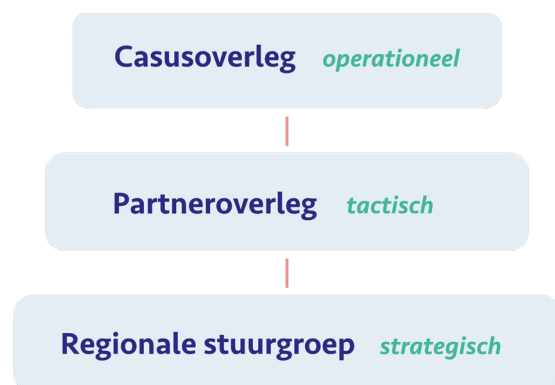 Casusoverleg operationeel
Partneroverleg tactisch
Regionale stuurgroep strategisch